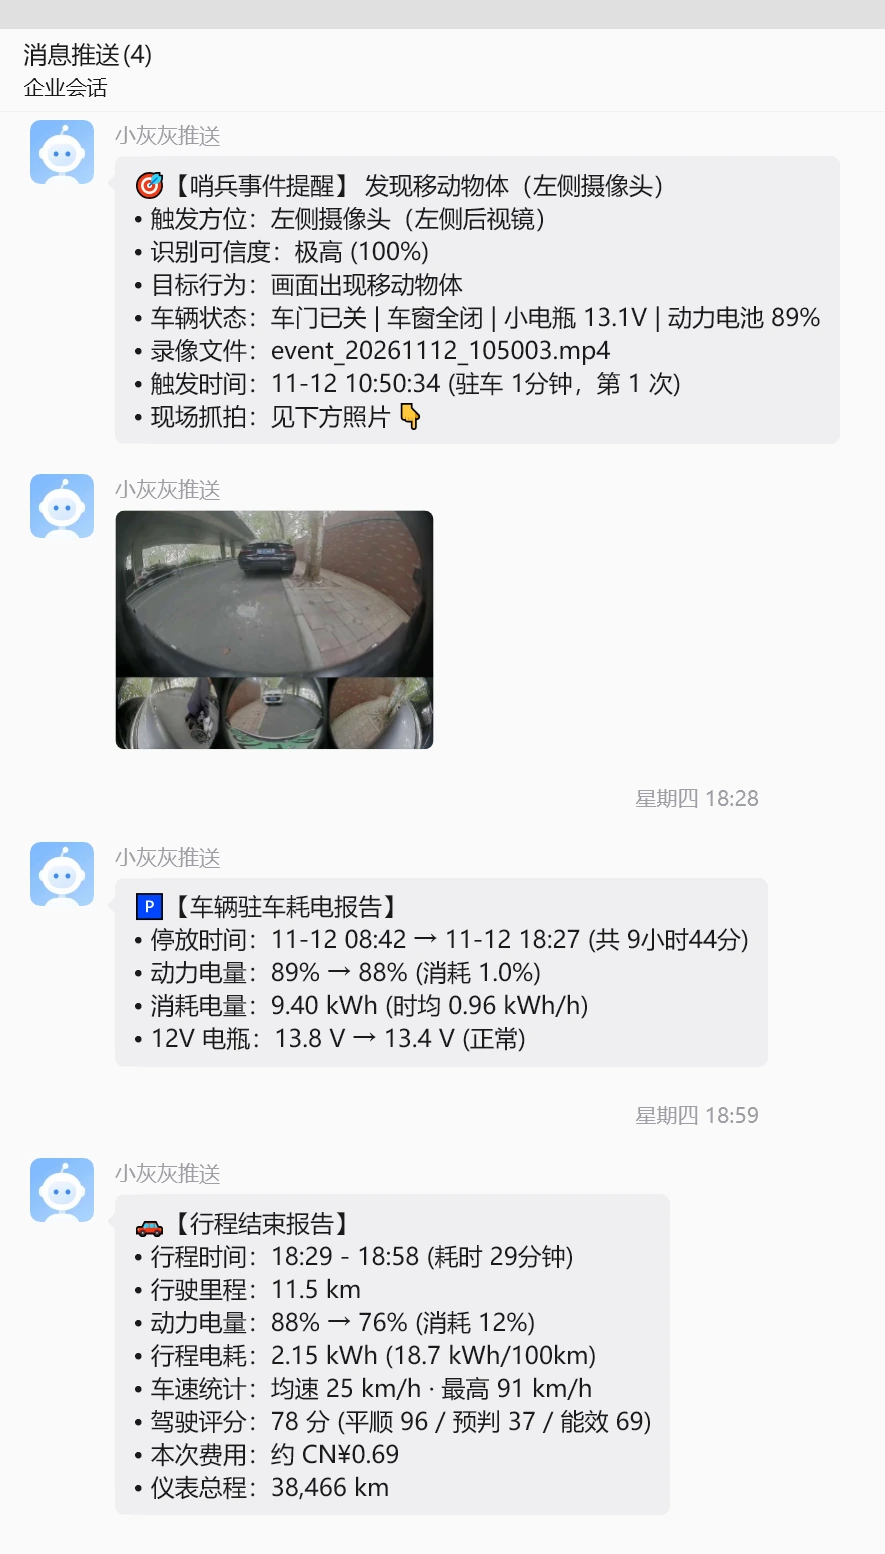 消息推送(4)
企业会话
小灰灰推送
🎯【哨兵事件提醒】 发现移动物体（左侧摄像头）
• 触发方位：左侧摄像头（左侧后视镜）
• 识别可信度：极高 (100%)
• 目标行为：画面出现移动物体
• 车辆状态：车门已关 | 车窗全闭 | 小电瓶 13.1V | 动力电池 89%
• 录像文件：event_20261112_105003.mp4
• 触发时间：11-12 10:50:34 (驻车 1分钟，第 1 次)
• 现场抓拍：见下方照片 👇
小灰灰推送
星期四 18:28
小灰灰推送
🅿【车辆驻车耗电报告】
• 停放时间：11-12 08:42 → 11-12 18:27 (共 9小时44分)
• 动力电量：89% → 88% (消耗 1.0%)
• 消耗电量：9.40 kWh (时均 0.96 kWh/h)
• 12V 电瓶：13.8 V → 13.4 V (正常)
星期四 18:59
小灰灰推送
🚗【行程结束报告】
• 行程时间：18:29 - 18:58 (耗时 29分钟)
• 行驶里程：11.5 km
• 动力电量：88% → 76% (消耗 12%)
• 行程电耗：2.15 kWh (18.7 kWh/100km)
• 车速统计：均速 25 km/h · 最高 91 km/h
• 驾驶评分：78 分 (平顺 96 / 预判 37 / 能效 69)
• 本次费用：约 CN¥0.69
• 仪表总程：38,466 km